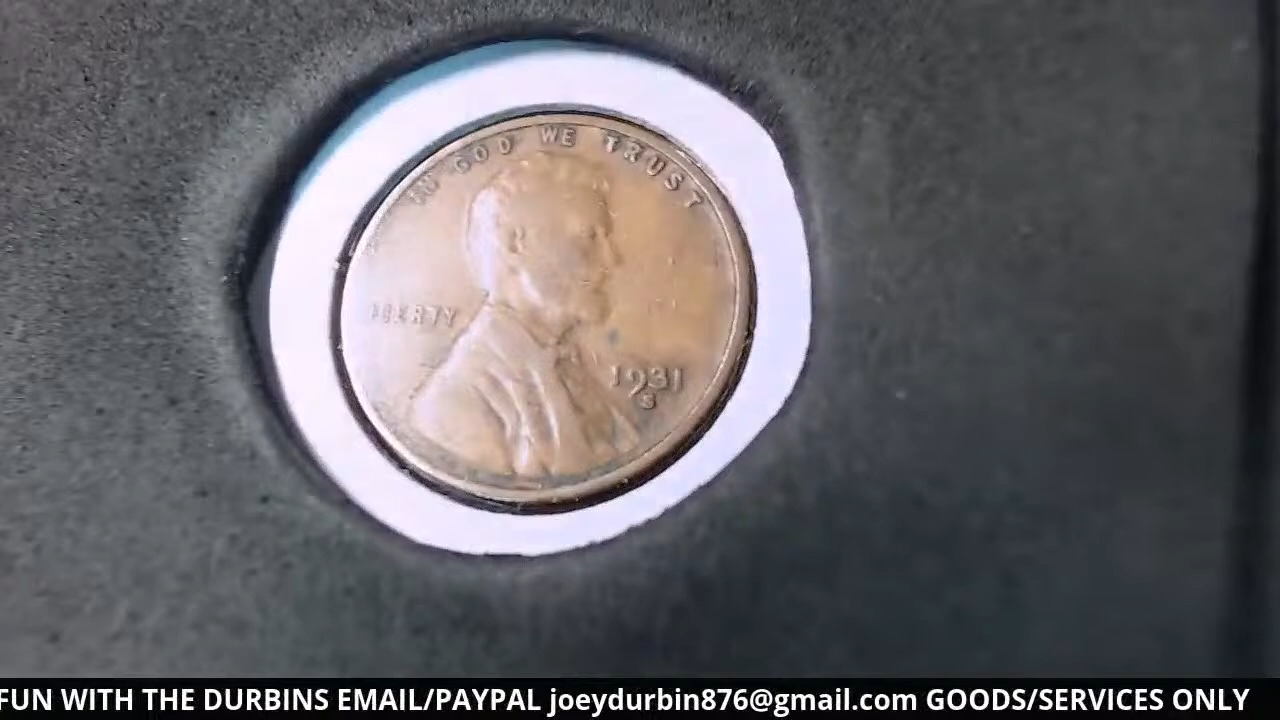 IN GOD WE TRUST
LIBERTY
1931
S
FUN WITH THE DURBINS EMAIL/PAYPAL joeydurbin876@gmail.com GOODS/SERVICES ONLY